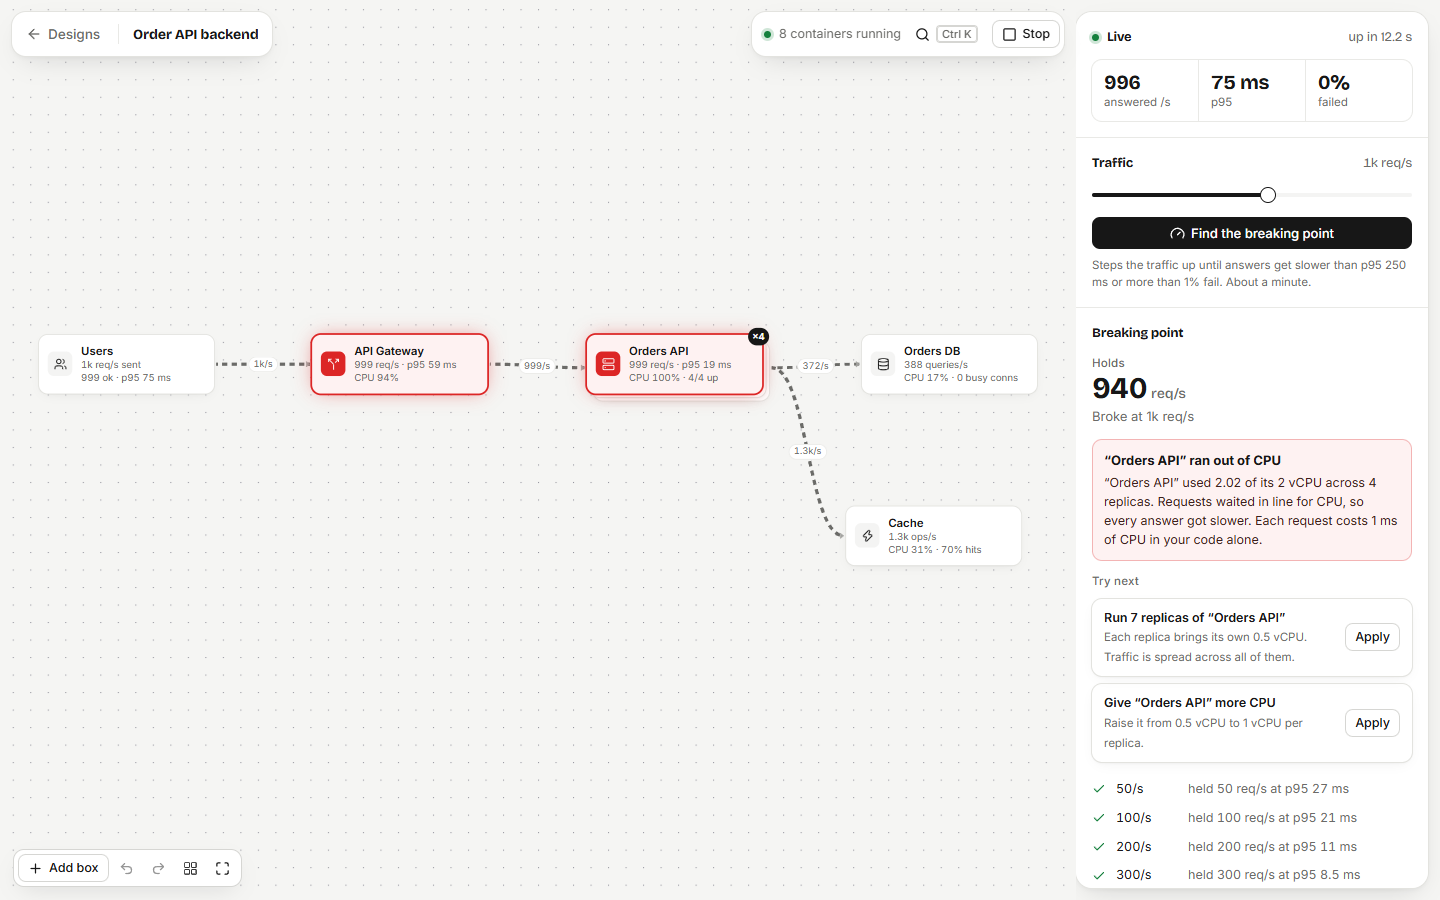 Designs
Order API backend
8 containers running
Ctrl K
Stop
Live
up in 12.2 s
996
answered /s
75 ms
p95
0%
failed
Traffic
1k req/s
Find the breaking point
Steps the traffic up until answers get slower than p95 250
ms or more than 1% fail. About a minute.
Breaking point
Holds
940 req/s
Broke at 1k req/s
“Orders API” ran out of CPU
“Orders API” used 2.02 of its 2 vCPU across 4
replicas. Requests waited in line for CPU, so
every answer got slower. Each request costs 1 ms
of CPU in your code alone.
Try next
Run 7 replicas of “Orders API”
Each replica brings its own 0.5 vCPU.
Traffic is spread across all of them.
Apply
Give “Orders API” more CPU
Raise it from 0.5 vCPU to 1 vCPU per
replica.
Apply
50/s held 50 req/s at p95 27 ms
100/s held 100 req/s at p95 21 ms
200/s held 200 req/s at p95 11 ms
300/s held 300 req/s at p95 8.5 ms
Users
1k req/s sent
999 ok · p95 75 ms
1k/s
API Gateway
999 req/s · p95 59 ms
CPU 94%
999/s
×4
Orders API
999 req/s · p95 19 ms
CPU 100% · 4/4 up
372/s
Orders DB
388 queries/s
CPU 17% · 0 busy conns
1.3k/s
Cache
1.3k ops/s
CPU 31% · 70% hits
Add box